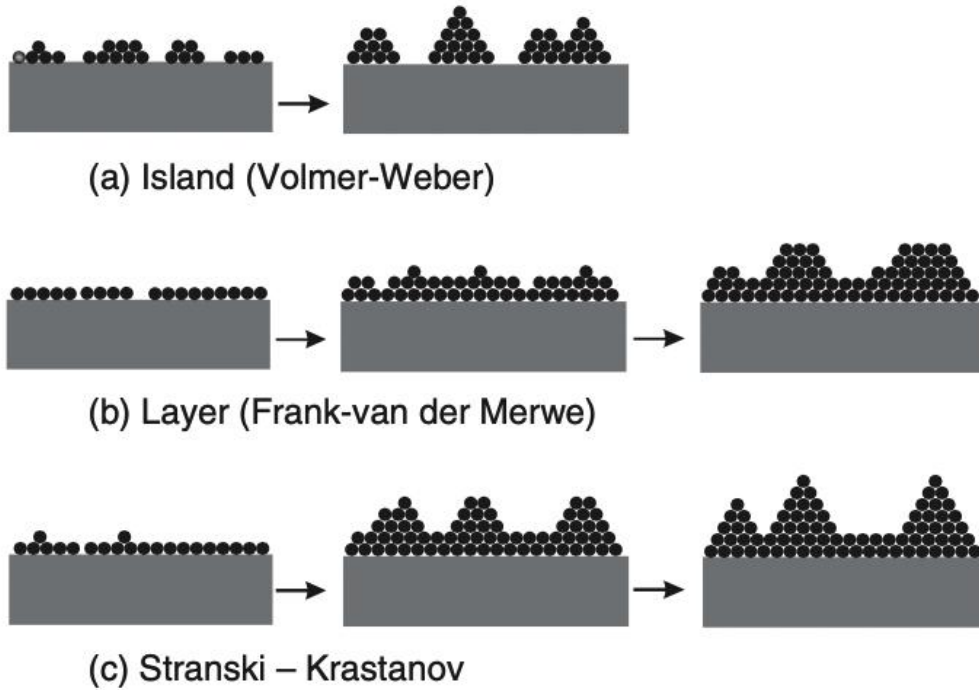 (a) Island (Volmer-Weber)
(b) Layer (Frank-van der Merwe)
(c) Stranski – Krastanov